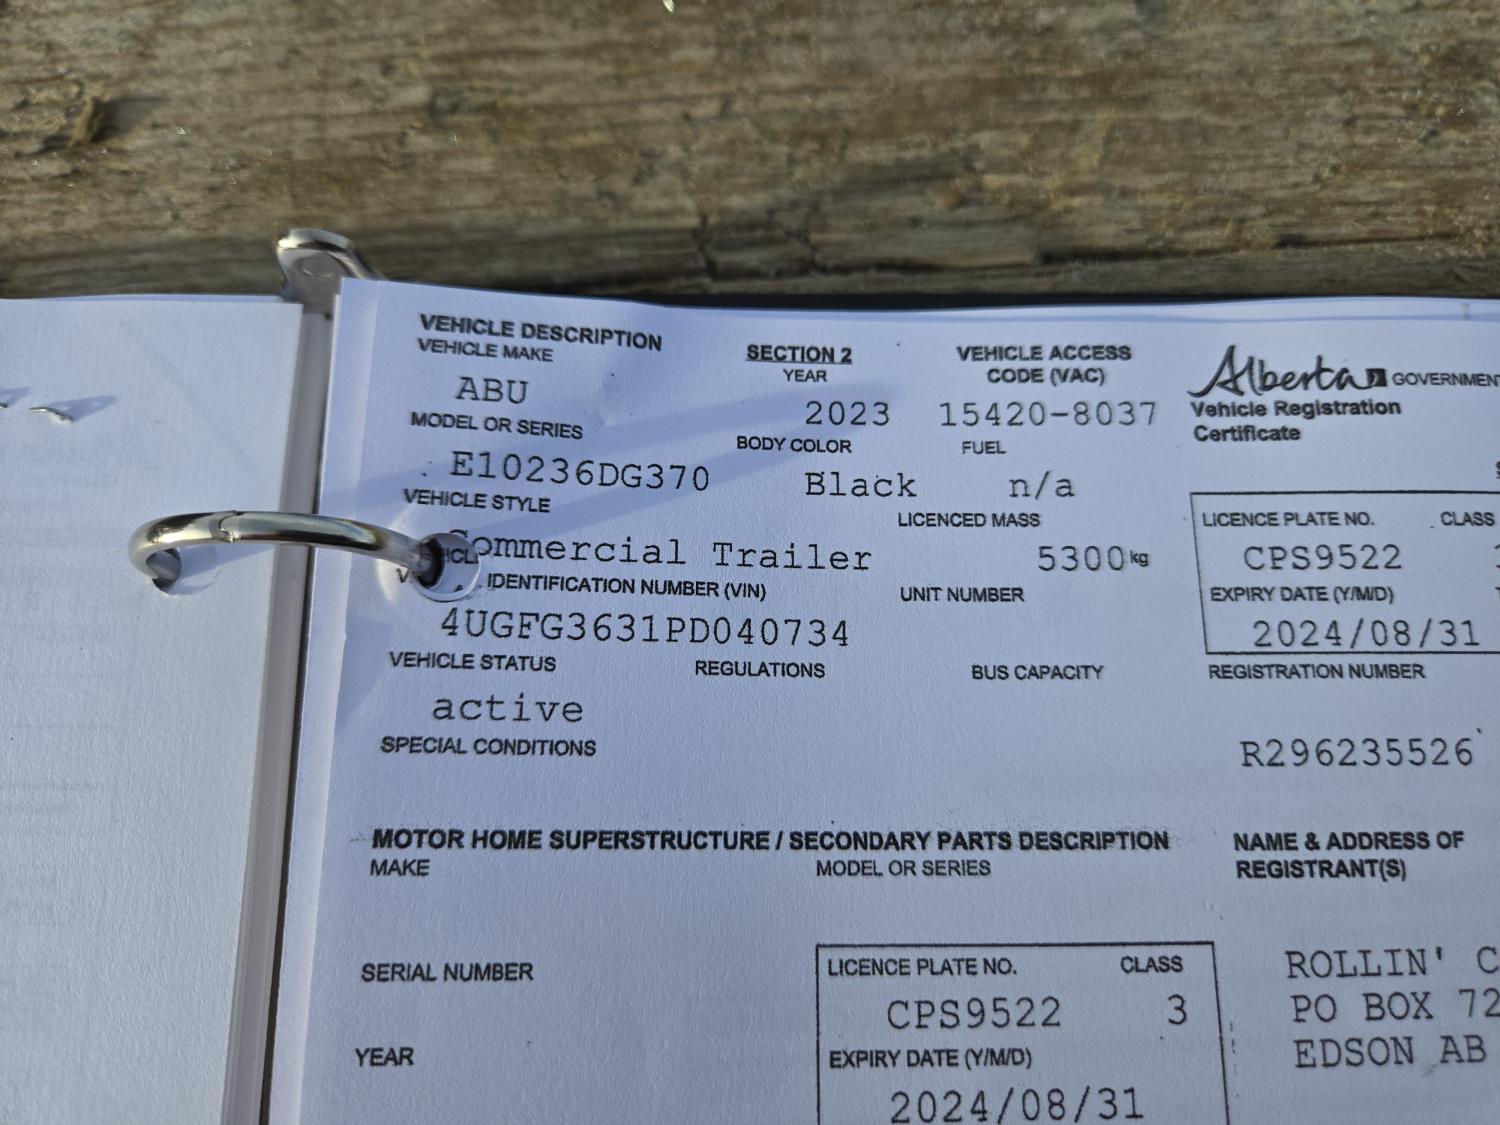 VEHICLE DESCRIPTION
VEHICLE MAKE
ABU
SECTION 2
YEAR
2023
VEHICLE ACCESS
CODE (VAC)
15420-8037
Alberta GOVERNMENT
Vehicle Registration
Certificate
MODEL OR SERIES
E10236DG370
BODY COLOR
Black
FUEL
n/a
VEHICLE STYLE
Commercial Trailer
LICENCED MASS
5300 kg
LICENCE PLATE NO. CLASS
CPS9522
EXPIRY DATE (Y/M/D)
2024/08/31
IDENTIFICATION NUMBER (VIN)
4UGFG3631PD040734
UNIT NUMBER
VEHICLE STATUS
active
REGULATIONS
BUS CAPACITY
REGISTRATION NUMBER
R296235526
SPECIAL CONDITIONS
MOTOR HOME SUPERSTRUCTURE / SECONDARY PARTS DESCRIPTION
MAKE
MODEL OR SERIES
NAME & ADDRESS OF
REGISTRANT(S)
SERIAL NUMBER
LICENCE PLATE NO. CLASS
CPS9522 3
YEAR
EXPIRY DATE (Y/M/D)
2024/08/31
ROLLIN' C
PO BOX 72
EDSON AB